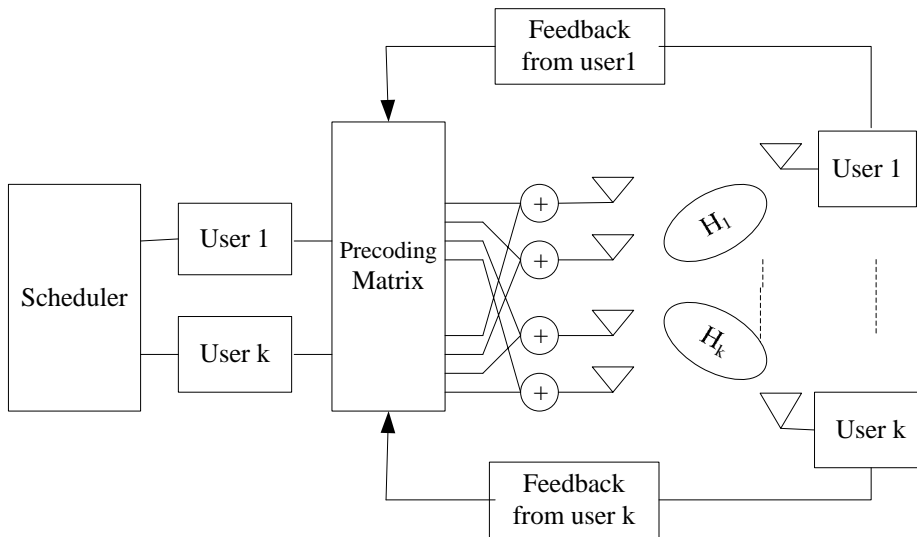 Feedback
from user1
User 1
Scheduler
User 1
User k
Precoding
Matrix
+
+
+
+
H₁
Hₖ
User k
Feedback
from user k